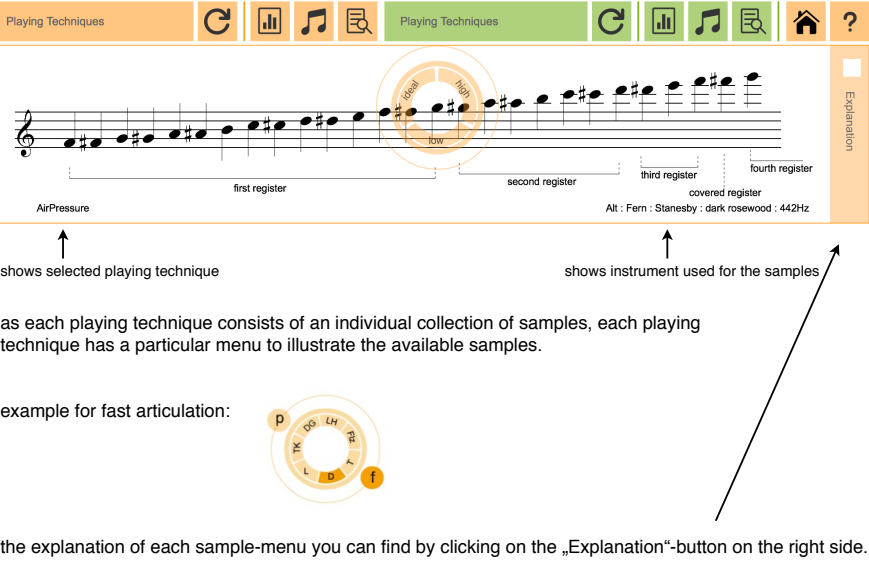 Playing Techniques
Playing Techniques
?
ideal
high
low
Explanation
first register
second register
third register
fourth register
covered register
AirPressure
Alt : Fern : Stanesby : dark rosewood : 442Hz
shows selected playing technique
shows instrument used for the samples
as each playing technique consists of an individual collection of samples, each playing
technique has a particular menu to illustrate the available samples.
example for fast articulation:
p
DG
LH
Flz
TK
T
L
D
f
the explanation of each sample-menu you can find by clicking on the „Explanation“-button on the right side.